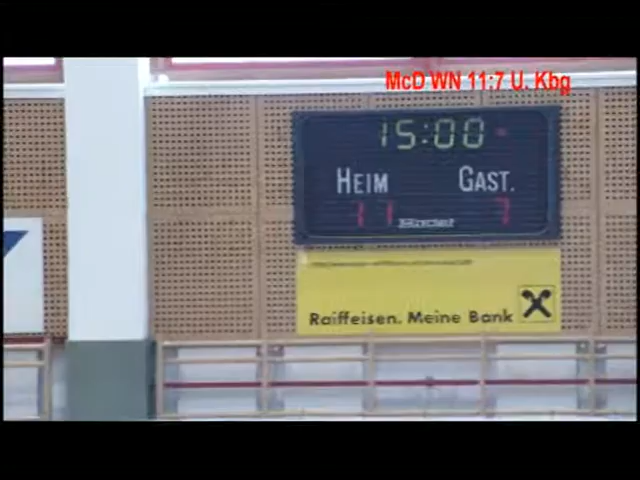 McD WN 11:7 U. Kbg
15:00
HEIM GAST.
11 7
Raiffeisen. Meine Bank